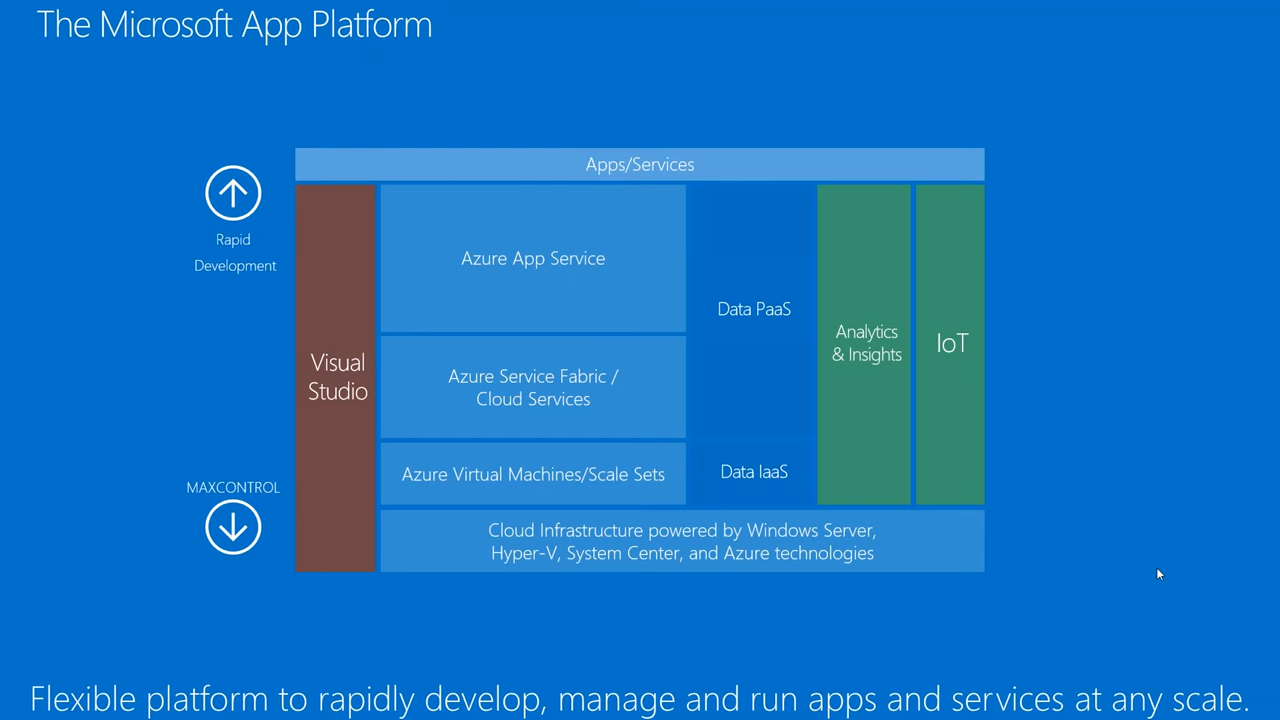 The Microsoft App Platform
Apps/Services
Rapid
Development
Visual
Studio
Azure App Service
Data PaaS
Analytics
& Insights
IoT
Azure Service Fabric /
Cloud Services
MAXCONTROL
Azure Virtual Machines/Scale Sets
Data IaaS
Cloud Infrastructure powered by Windows Server,
Hyper-V, System Center, and Azure technologies
Flexible platform to rapidly develop, manage and run apps and services at any scale.